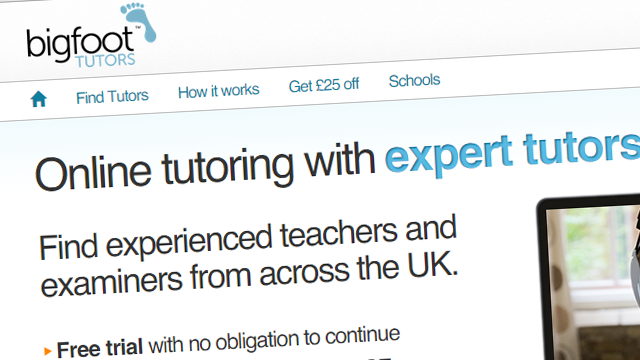 bigfoot™
TUTORS
Find Tutors How it works Get £25 off Schools
Online tutoring with expert tutors
Find experienced teachers and
examiners from across the UK.
Free trial with no obligation to continue